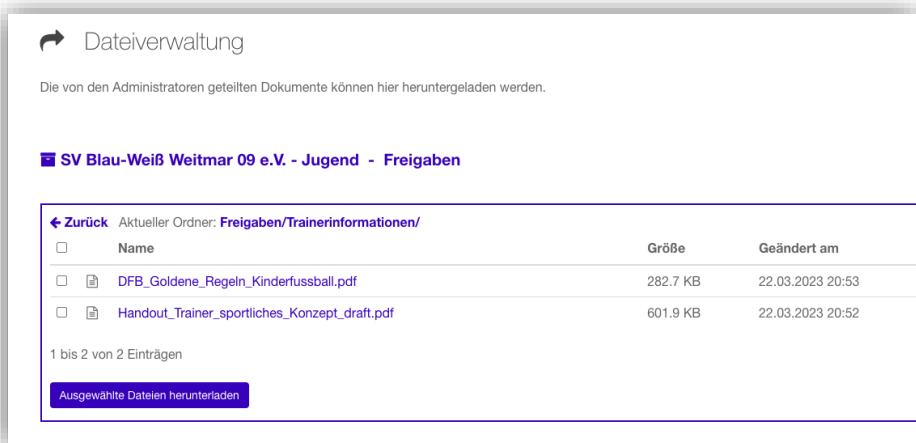 Dateiverwaltung
Die von den Administratoren geteilten Dokumente können hier heruntergeladen werden.
SV Blau-Weiß Weitmar 09 e.V. - Jugend - Freigaben
Zurück Aktueller Ordner: Freigaben/Trainerinformationen/
Name Größe Geändert am
DFB_Goldene_Regeln_Kinderfussball.pdf 282.7 KB 22.03.2023 20:53
Handout_Trainer_sportliches_Konzept_draft.pdf 601.9 KB 22.03.2023 20:52
1 bis 2 von 2 Einträgen
Ausgewählte Dateien herunterladen